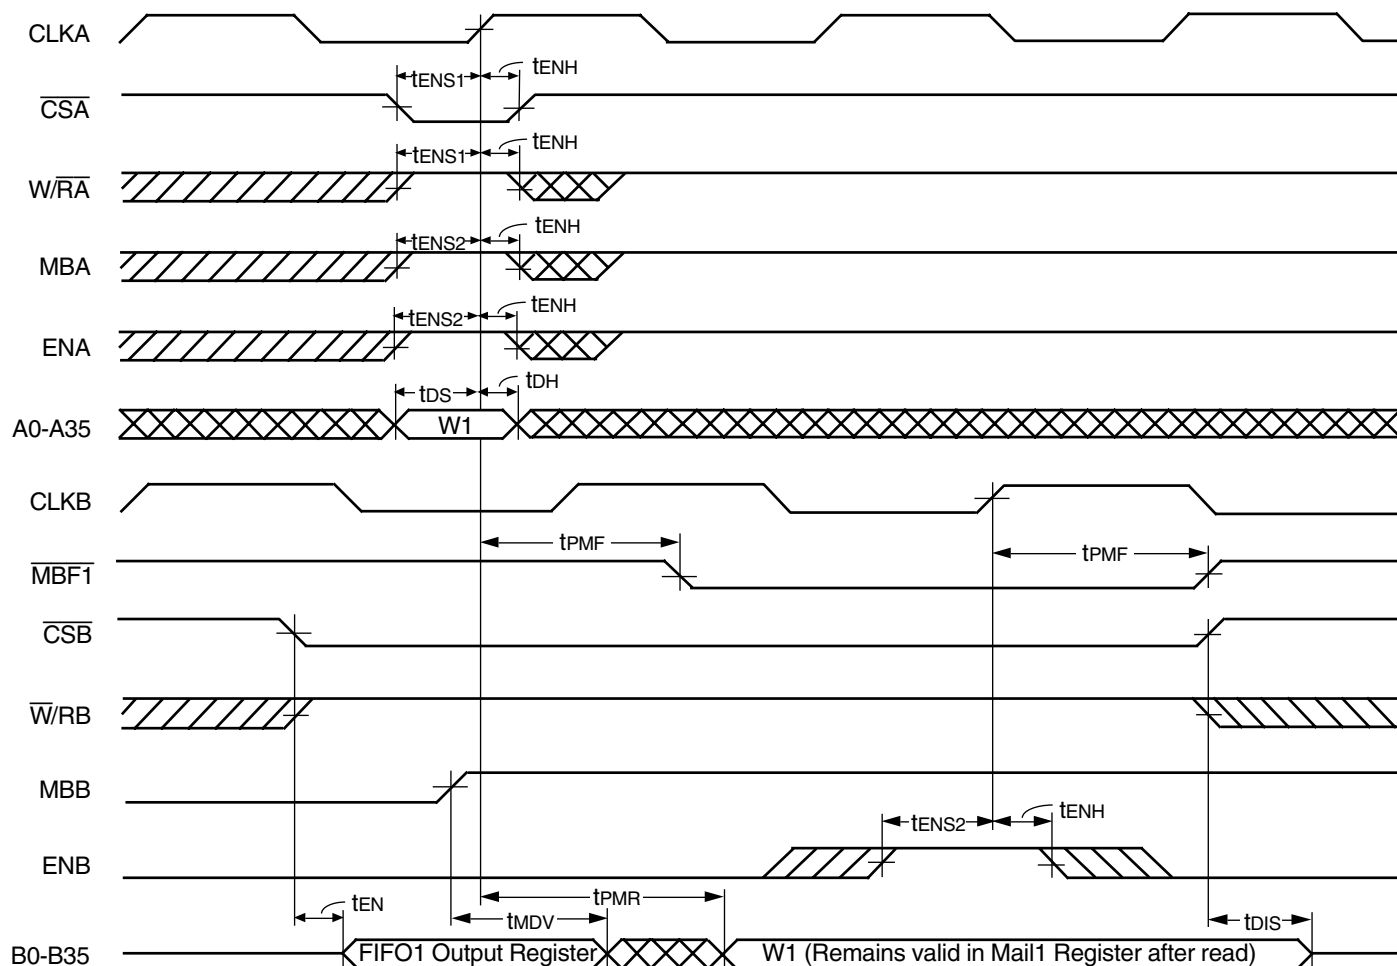 CLKA
tENS1 tENH
CSA
tENS1 tENH
W/RA
tENS2 tENH
MBA
tENS2 tENH
ENA
tDS tDH
A0-A35 W1
CLKB
tPMF tPMF
MBF1
CSB
W/RB
MBB
tENS2 tENH
ENB
tEN tMDV tPMR tDIS
B0-B35 FIFO1 Output Register W1 (Remains valid in Mail1 Register after read)